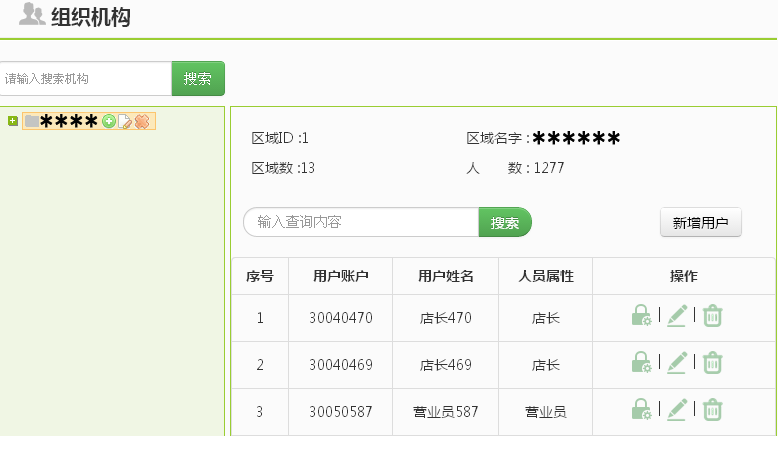 组织机构
请输入搜索机构 搜索
****
区域ID :1 区域名字 : ******
区域数 :13 人 数 : 1277
输入查询内容 搜索 新增用户
序号 用户账户 用户姓名 人员属性 操作
1 30040470 店长470 店长 | |
2 30040469 店长469 店长 | |
3 30050587 营业员587 营业员 | |